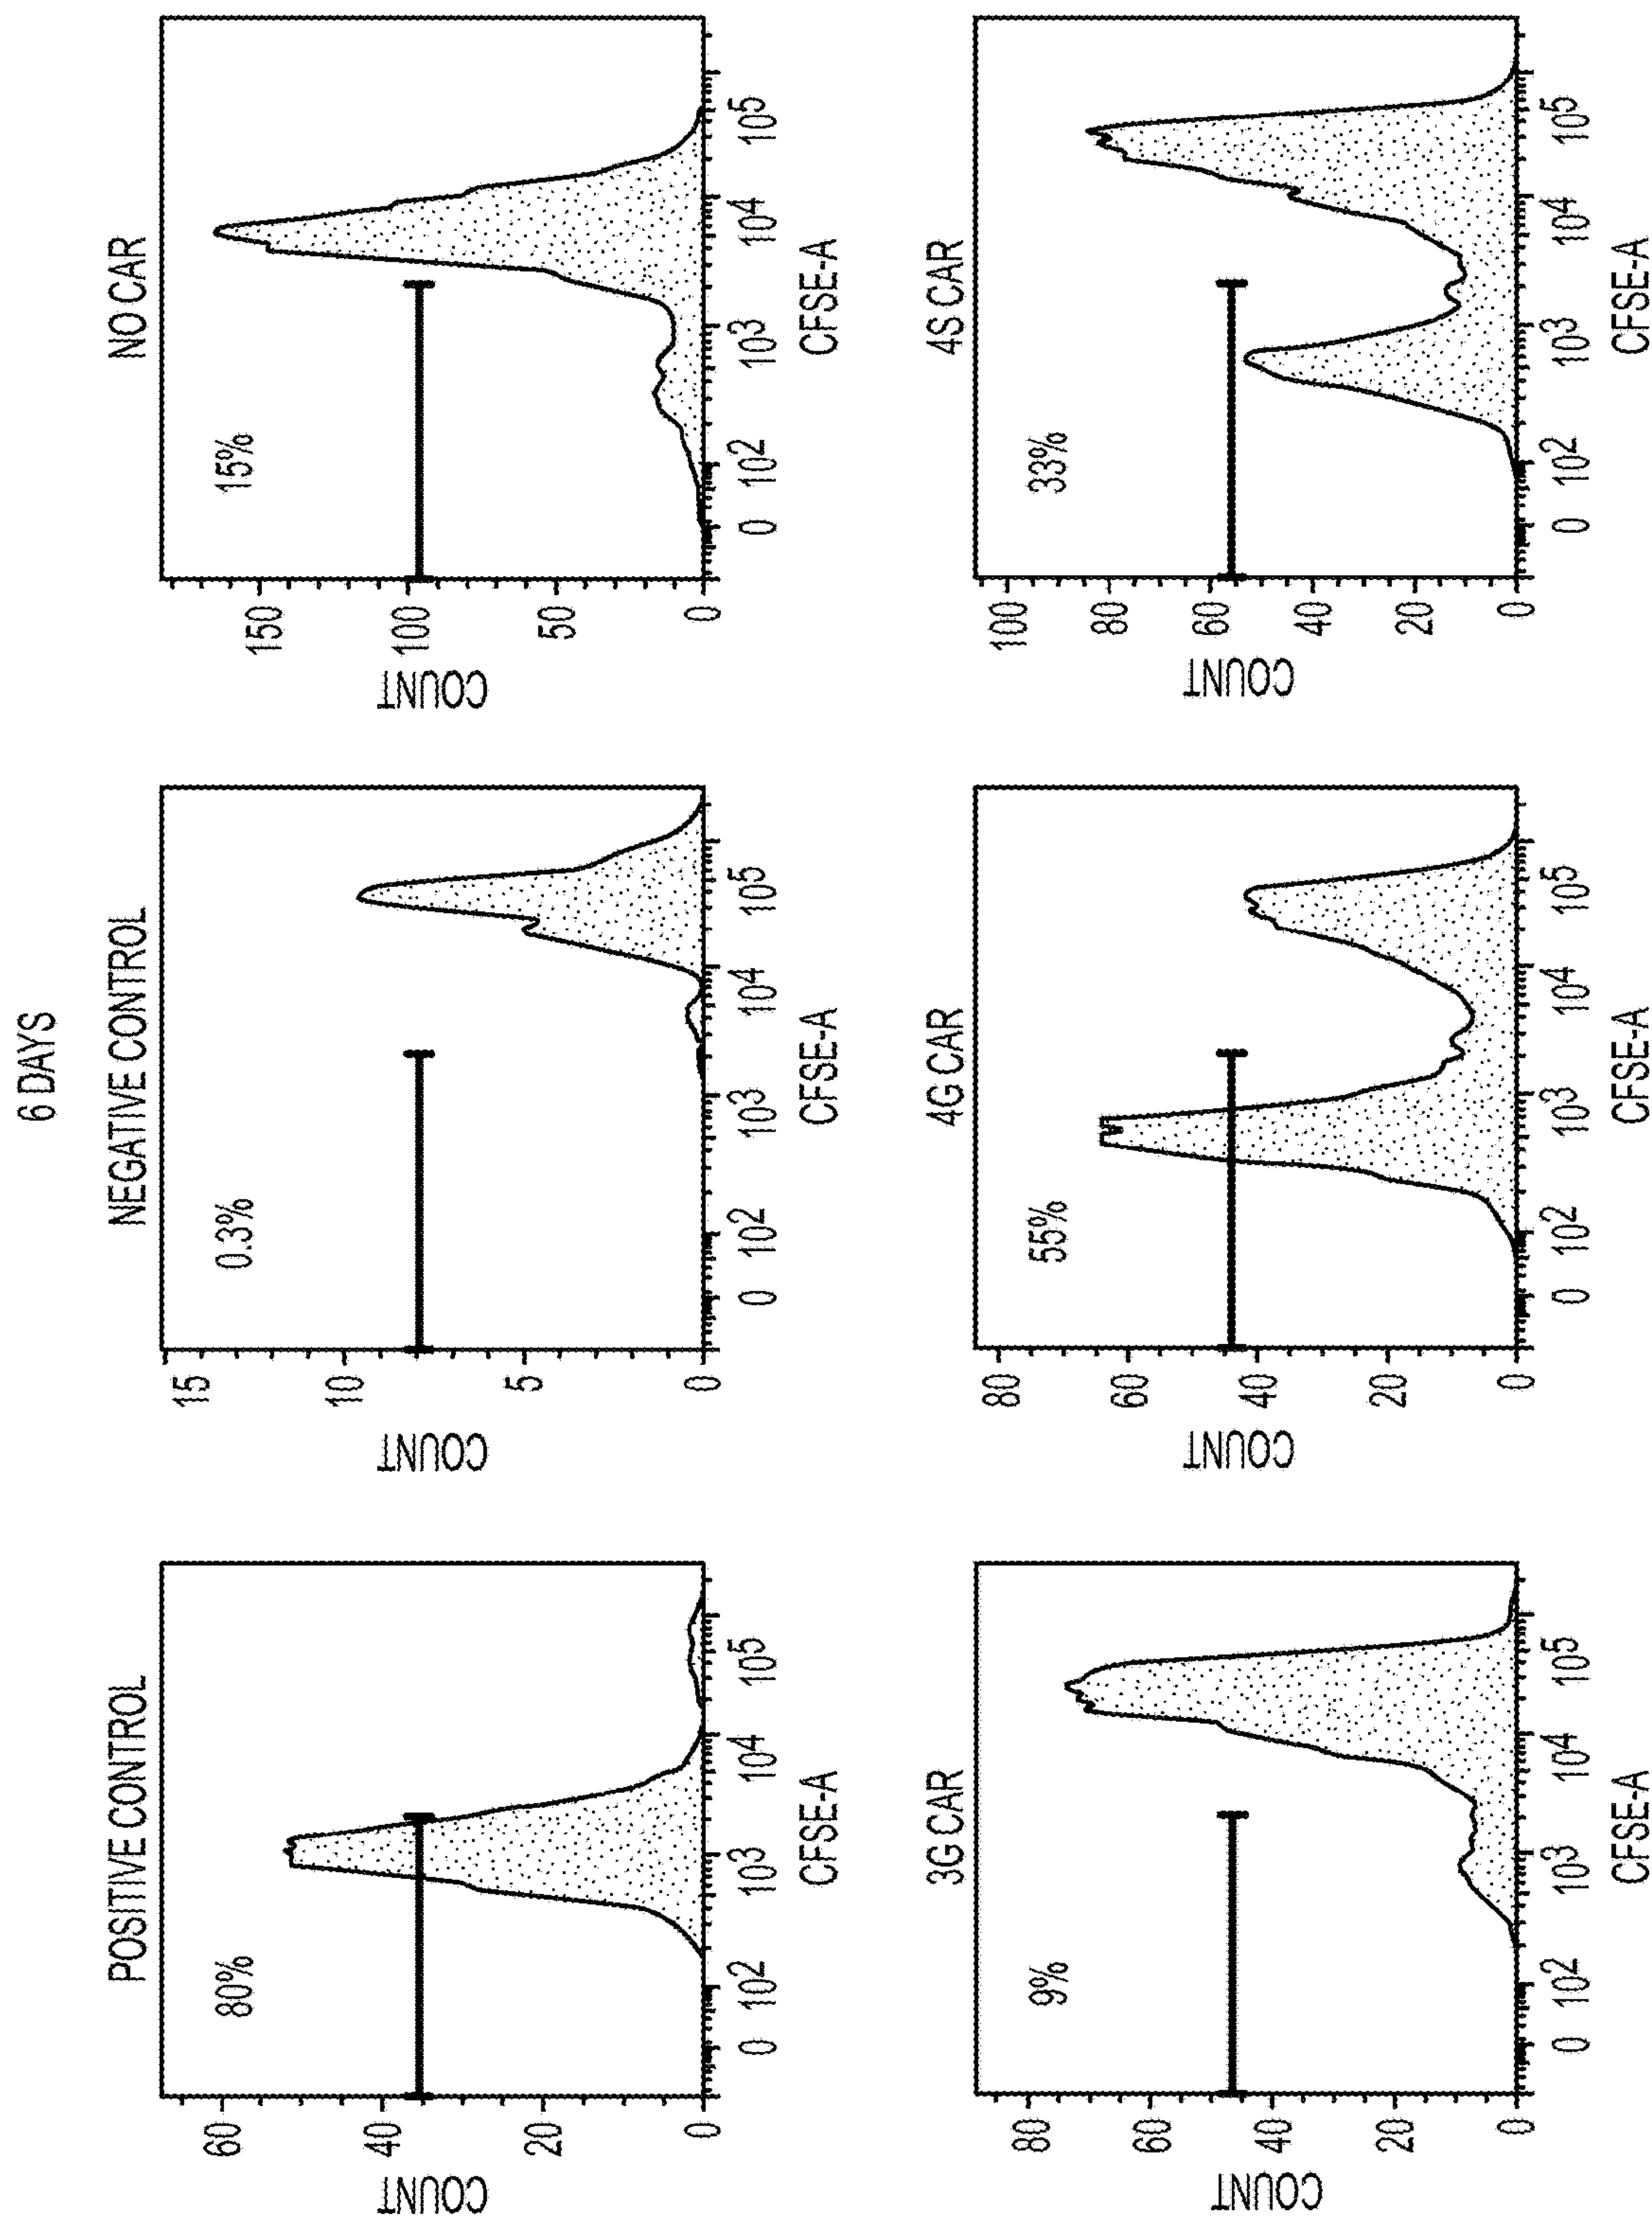 6 DAYS
POSITIVE CONTROL
80%
60
40
20
0
COUNT
0 10² 10³ 10⁴ 10⁵
CFSE-A
NEGATIVE CONTROL
0.3%
15
10
5
0
COUNT
0 10² 10³ 10⁴ 10⁵
CFSE-A
NO CAR
15%
150
100
50
0
COUNT
0 10² 10³ 10⁴ 10⁵
CFSE-A
3G CAR
9%
80
60
40
20
0
COUNT
0 10² 10³ 10⁴ 10⁵
CFSE-A
4G CAR
55%
80
60
40
20
0
COUNT
0 10² 10³ 10⁴ 10⁵
CFSE-A
4S CAR
33%
100
80
60
40
20
0
COUNT
0 10² 10³ 10⁴ 10⁵
CFSE-A